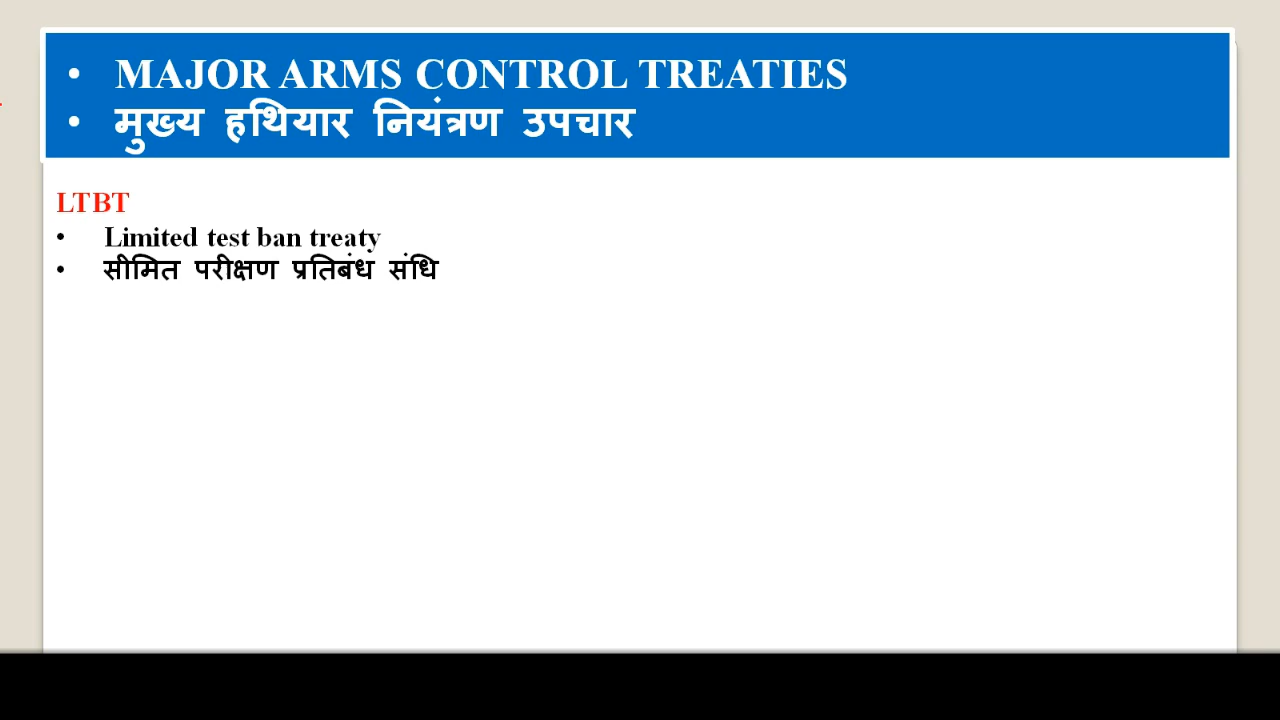 • MAJOR ARMS CONTROL TREATIES
• मुख्य हथियार नियंत्रण उपचार
LTBT
• Limited test ban treaty
• सीमित परीक्षण प्रतिबंध संधि